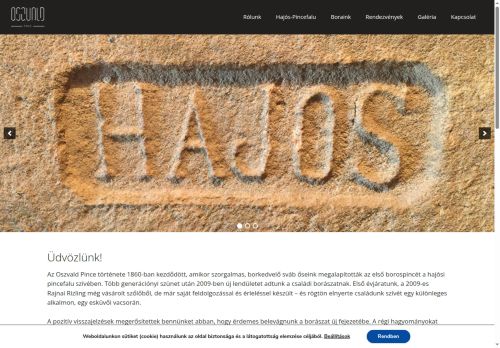 OSZVALD
PINCE
Rólunk
Hajós-Pincefalu
Boraink
Rendezvények
Galéria
Kapcsolat
HAJOS
Üdvözlünk!
Az Oszvald Pince története 1860-ban kezdődött, amikor szorgalmas, borkedvelő sváb őseink megalapították az első borospincét a hajósi
pincefalu szívében. Több generációnyi szünet után 2009-ben új lendületet adtunk a családi borászatnak. Első évjáratunk, a 2009-es
Rajnai Rizling még vásárolt szőlőből, de már saját feldolgozással és érleléssel készült – és rögtön elnyerte családunk szívét egy különleges
alkalmon, egy esküvői vacsorán.
A pozitív visszajelzések megerősítettek bennünket abban, hogy érdemes belevágnunk a borászat új fejezetébe. A régi hagyományokat
Weboldalunkon sütiket (cookie) használunk az oldal biztonsága és a látogatottság elemzése céljából. Beállítások
Rendben